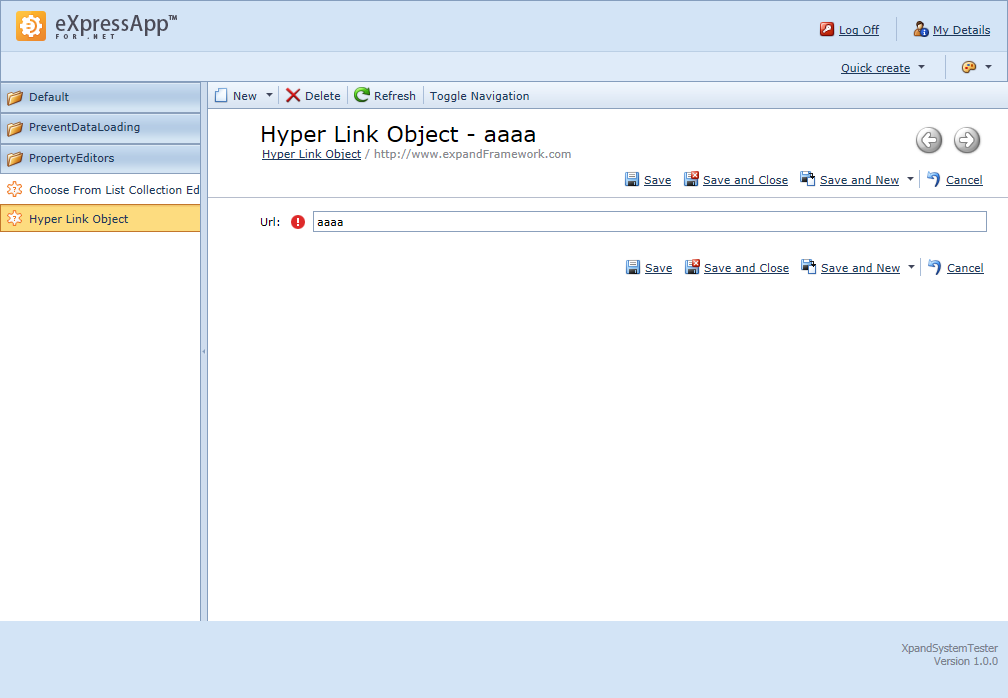 eXpressApp™
FOR .NET
Log Off
My Details
Quick create
Default
PreventDataLoading
PropertyEditors
Choose From List Collection Ed
Hyper Link Object
New
Delete
Refresh
Toggle Navigation
Hyper Link Object - aaaa
Hyper Link Object / http://www.expandFramework.com
Save
Save and Close
Save and New
Cancel
Url:
aaaa
Save
Save and Close
Save and New
Cancel
XpandSystemTester
Version 1.0.0